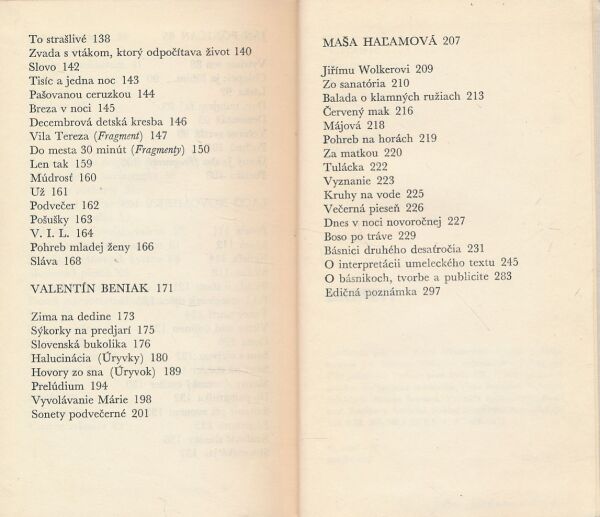 To strašlivé 138
Zvada s vtákom, ktorý odpočítava život 140
Slovo 142
Tisíc a jedna noc 143
Pašovanou ceruzkou 144
Breza v noci 145
Decembrová detská kresba 146
Vila Tereza (Fragment) 147
Do mesta 30 minút (Fragmenty) 150
Len tak 159
Múdrosť 160
Už 161
Podvečer 162
Pošušky 163
V. I. L. 164
Pohreb mladej ženy 166
Sláva 168
VALENTÍN BENIAK 171
Zima na dedine 173
Sýkorky na predjarí 175
Slovenská bukolika 176
Halucinácia (Úryvky) 180
Hovory zo sna (Úryvok) 189
Prelúdium 194
Vyvolávanie Márie 198
Sonety podvečerné 201
MAŠA HAĽAMOVÁ 207
Jiřímu Wolkerovi 209
Zo sanatória 210
Balada o klamných ružiach 213
Červený mak 216
Májová 218
Pohreb na horách 219
Za matkou 220
Tulácka 222
Vyznanie 223
Kruhy na vode 225
Večerná pieseň 226
Dnes v noci novoročnej 227
Boso po tráve 229
Básnici druhého desaťročia 231
O interpretácii umeleckého textu 245
O básnikoch, tvorbe a publicite 283
Edičná poznámka 297